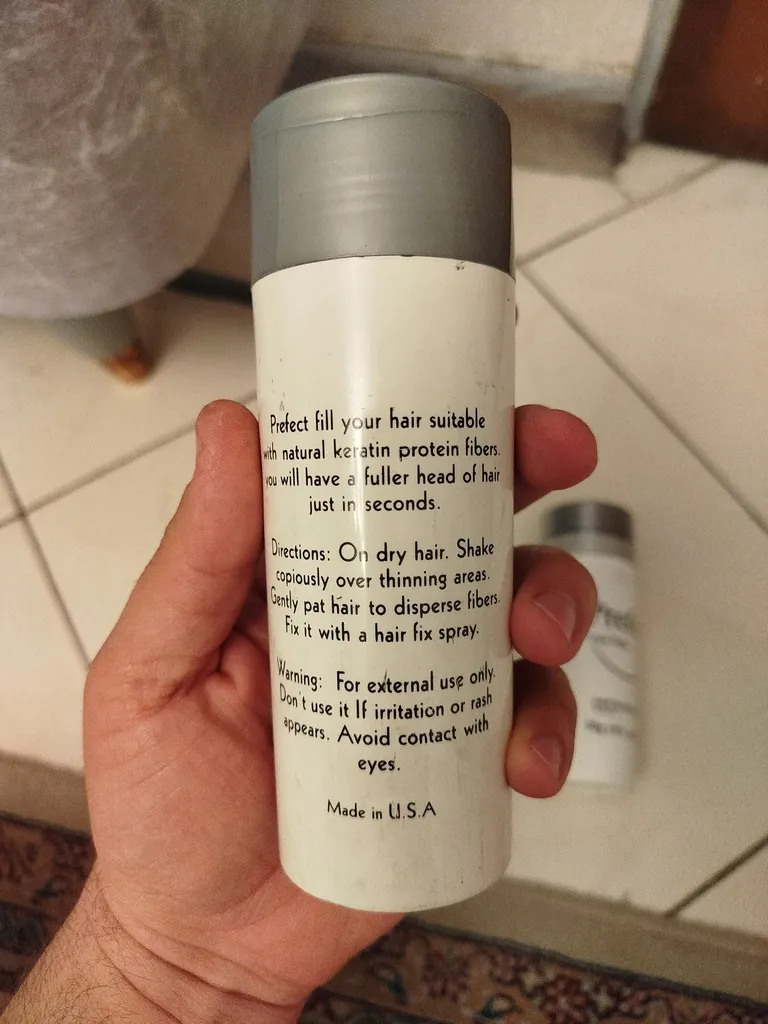 Prefect fill your hair suitable
with natural keratin protein fibers.
you will have a fuller head of hair
just in seconds.
Directions: On dry hair. Shake
copiously over thinning areas.
Gently pat hair to disperse fibers.
Fix it with a hair fix spray.
Warning: For external use only.
Don't use it If irritation or rash
appears. Avoid contact with
eyes.
Made in U.S.A